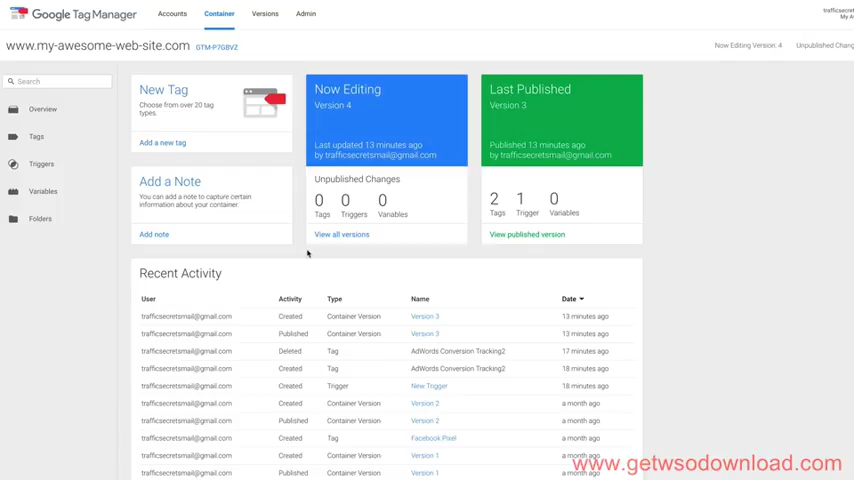 Google Tag Manager Accounts Container Versions Admin
trafficsecrets
My A
www.my-awesome-web-site.com GTM-P7GBVZ Now Editing Version: 4 Unpublished Chang
Search
Overview
Tags
Triggers
Variables
Folders
New Tag
Choose from over 20 tag
types.
Add a new tag
Now Editing
Version 4
Last updated 13 minutes ago
by trafficsecretsmail@gmail.com
Last Published
Version 3
Published 13 minutes ago
by trafficsecretsmail@gmail.com
Add a Note
You can add a note to capture certain
information about your container.
Add note
Unpublished Changes
0 0 0
Tags Triggers Variables
View all versions
2 1 0
Tags Trigger Variables
View published version
Recent Activity
User Activity Type Name Date
trafficsecretsmail@gmail.com Created Container Version Version 3 13 minutes ago
trafficsecretsmail@gmail.com Published Container Version Version 3 13 minutes ago
trafficsecretsmail@gmail.com Deleted Tag AdWords Conversion Tracking2 17 minutes ago
trafficsecretsmail@gmail.com Created Tag AdWords Conversion Tracking2 18 minutes ago
trafficsecretsmail@gmail.com Created Trigger New Trigger 18 minutes ago
trafficsecretsmail@gmail.com Created Container Version Version 2 a month ago
trafficsecretsmail@gmail.com Published Container Version Version 2 a month ago
trafficsecretsmail@gmail.com Created Tag Facebook Pixel a month ago
trafficsecretsmail@gmail.com Created Container Version Version 1 a month ago
trafficsecretsmail@gmail.com Published Container Version Version 1 a month ago
www.getwsodownload.com